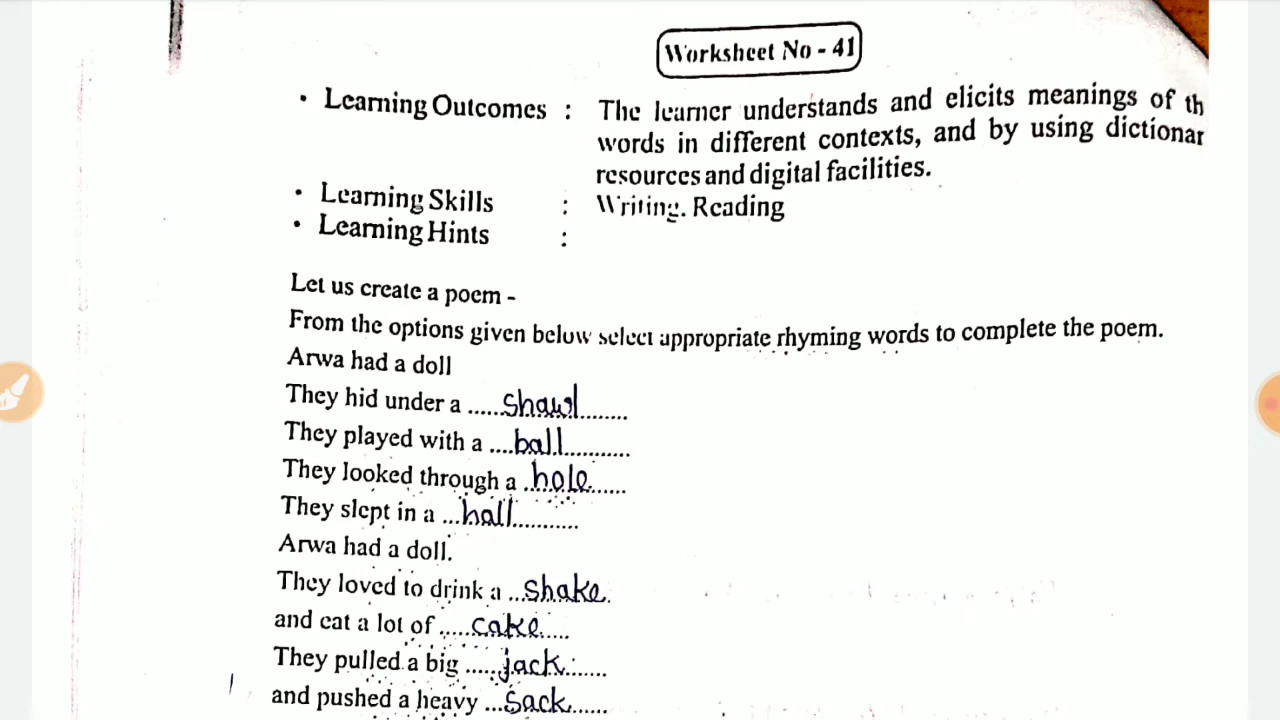 Worksheet No - 41
• Learning Outcomes : The learner understands and elicits meanings of th
words in different contexts, and by using dictionar
resources and digital facilities.
• Learning Skills : Writing. Reading
• Learning Hints :
Let us create a poem -
From the options given below select appropriate rhyming words to complete the poem.
Arwa had a doll
They hid under a ......shawl........
They played with a ....ball............
They looked through a ..hole......
They slept in a ...hall............
Arwa had a doll.
They loved to drink a ...shake.
and eat a lot of .....cake.....
They pulled a big ......jack.......
and pushed a heavy ...Sack......